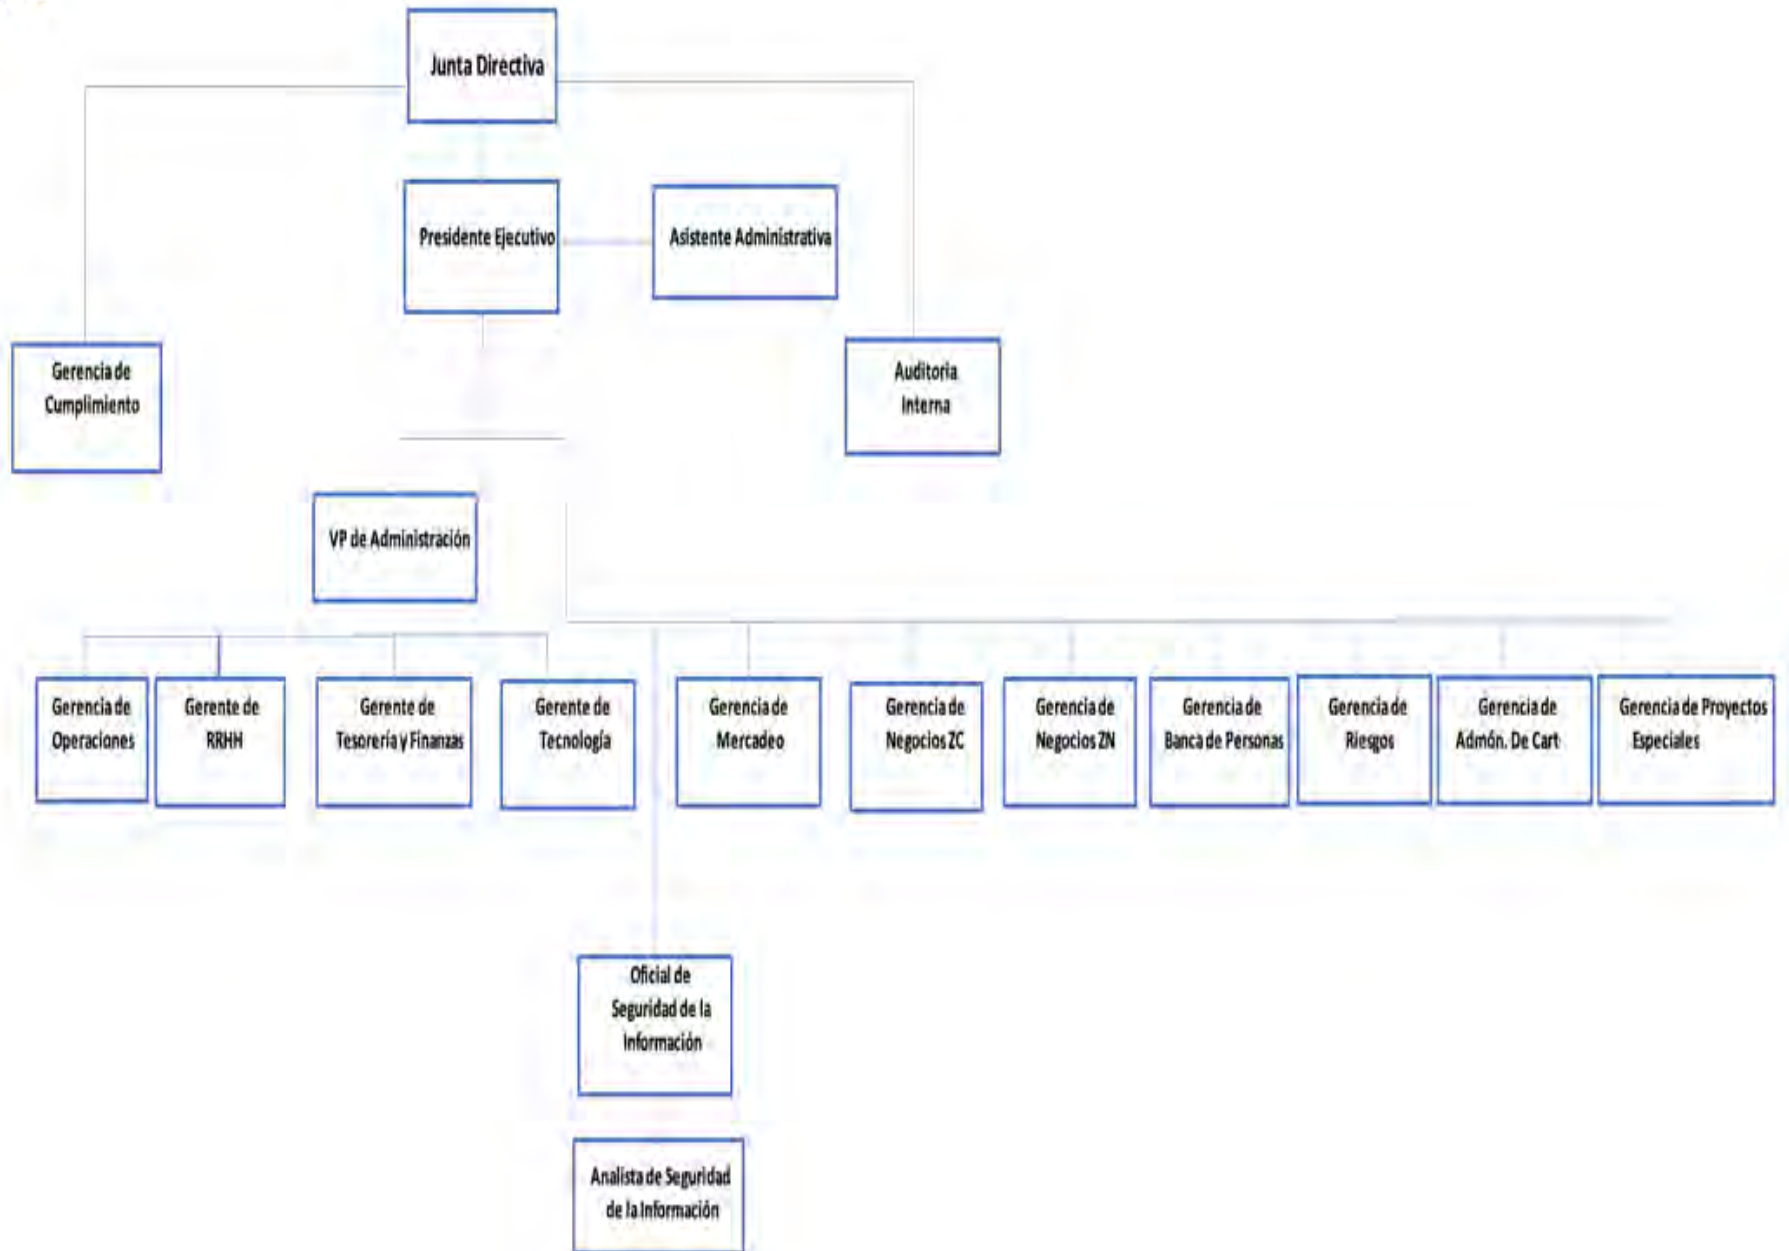 Junta Directiva
Presidente Ejecutivo
Asistente Administrativa
Gerencia de
Cumplimiento
Auditoria
Interna
VP de Administración
Gerencia de
Operaciones
Gerente de
RRHH
Gerente de
Tesorería y Finanzas
Gerente de
Tecnología
Gerencia de
Mercadeo
Gerencia de
Negocios ZC
Gerencia de
Negocios ZN
Gerencia de
Banca de Personas
Gerencia de
Riesgos
Gerencia de
Admón. De Cart
Gerencia de Proyectos
Especiales
Oficial de
Seguridad de la
Información
Analista de Seguridad
de la Información